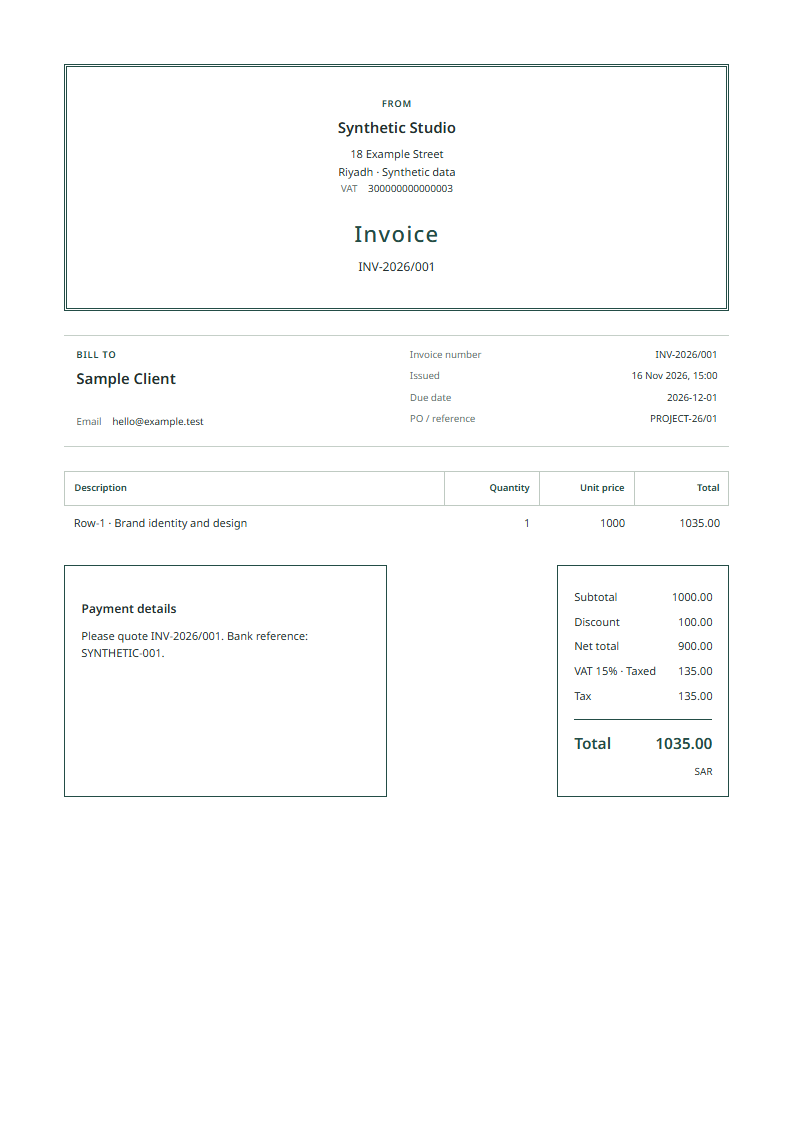 FROM
Synthetic Studio
18 Example Street
Riyadh · Synthetic data
VAT 300000000000003
Invoice
INV-2026/001
BILL TO
Sample Client
Email hello@example.test
Invoice number INV-2026/001
Issued 16 Nov 2026, 15:00
Due date 2026-12-01
PO / reference PROJECT-26/01
Description Quantity Unit price Total
Row-1 · Brand identity and design 1 1000 1035.00
Payment details
Please quote INV-2026/001. Bank reference:
SYNTHETIC-001.
Subtotal 1000.00
Discount 100.00
Net total 900.00
VAT 15% · Taxed 135.00
Tax 135.00
Total 1035.00
SAR